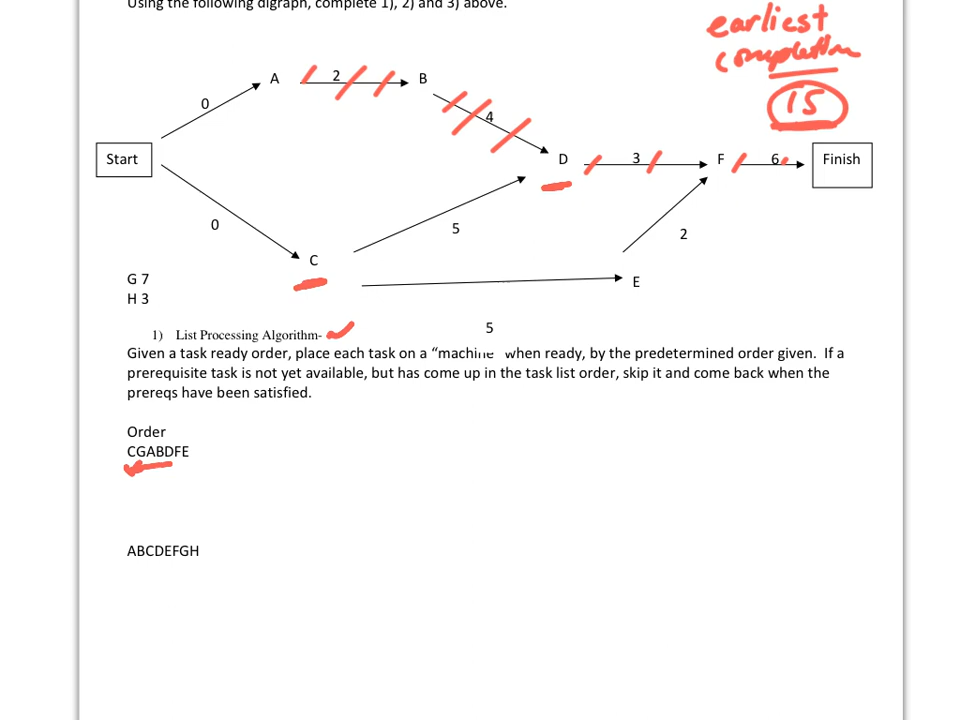 Using the following digraph, complete 1), 2) and 3) above.
earliest
completion
15
A 2 B
0
4
Start
D 3 F 6 Finish
0
5
2
C
G 7
E
H 3
5
1) List Processing Algorithm-
Given a task ready order, place each task on a “machine when ready, by the predetermined order given. If a
prerequisite task is not yet available, but has come up in the task list order, skip it and come back when the
prereqs have been satisfied.
Order
CGABDFE
ABCDEFGH